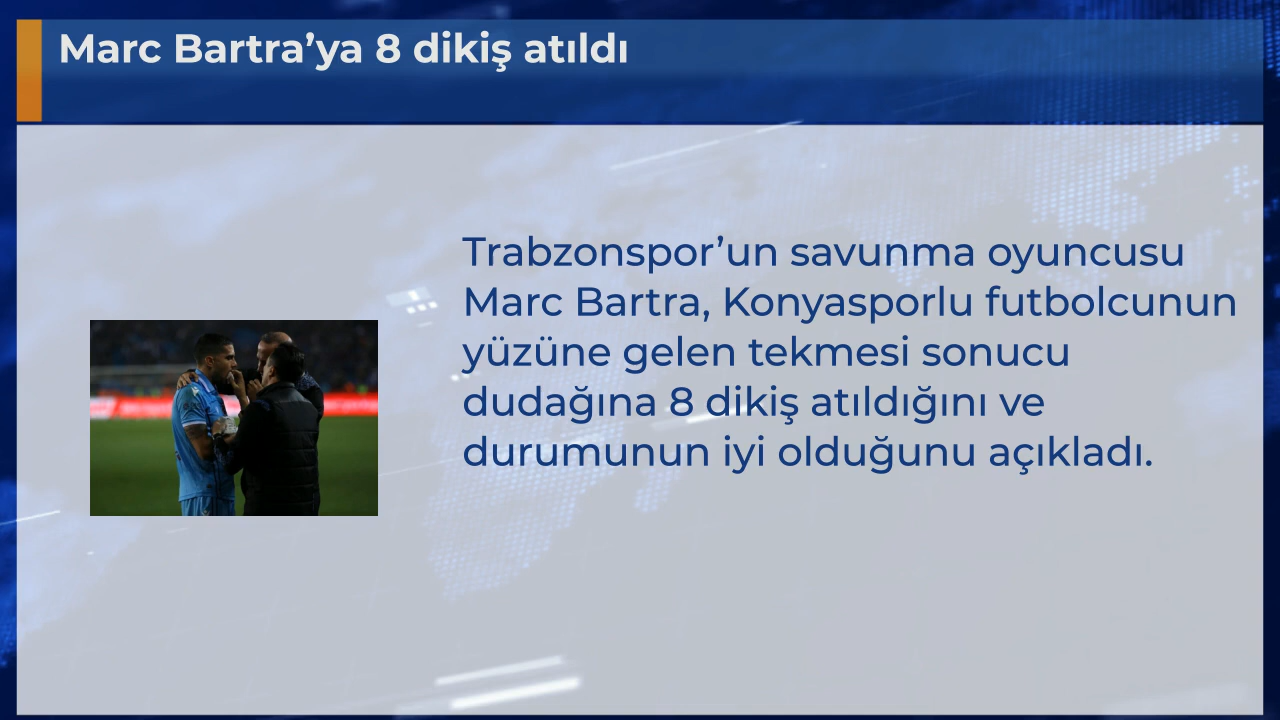 Marc Bartra’ya 8 dikiş atıldı
Trabzonspor’un savunma oyuncusu
Marc Bartra, Konyasporlu futbolcunun
yüzüne gelen tekmesi sonucu
dudağına 8 dikiş atıldığını ve
durumunun iyi olduğunu açıkladı.